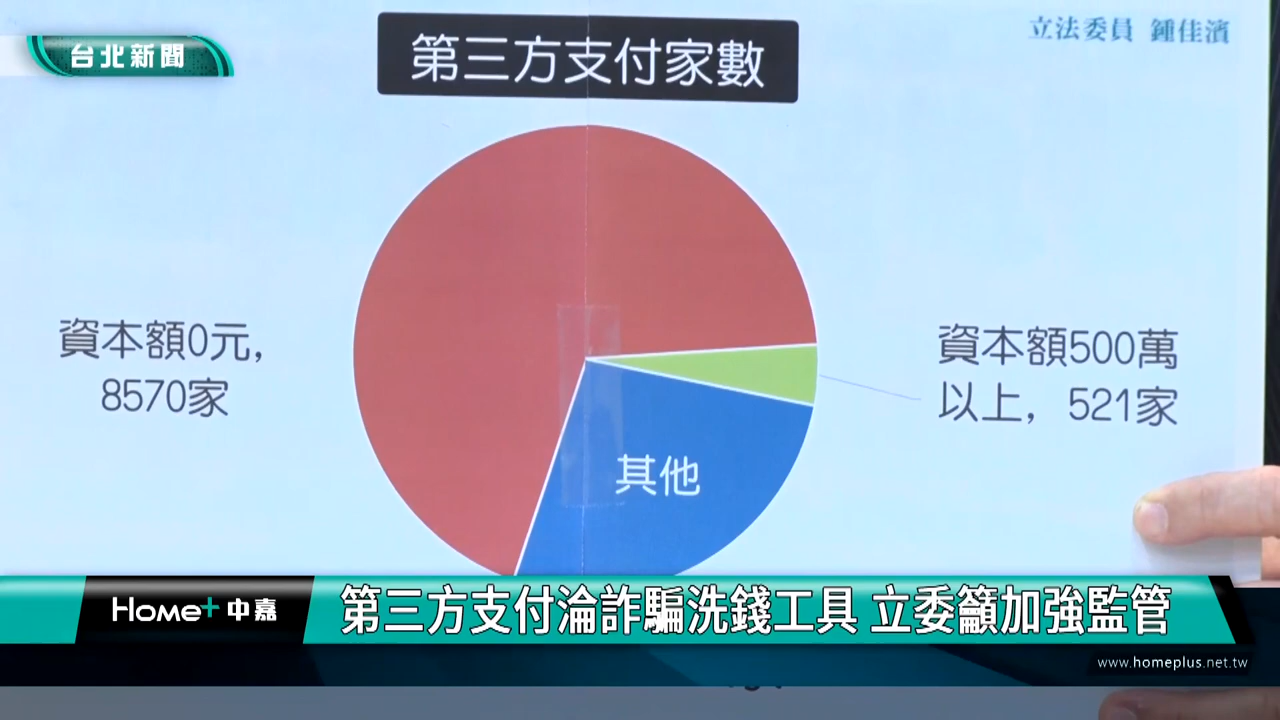 台北新聞
立法委員 鍾佳濱
第三方支付家數
資本額0元,
8570家
資本額500萬
以上, 521家
其他
Home+中嘉
第三方支付淪詐騙洗錢工具 立委籲加強監管
www.homeplus.net.tw